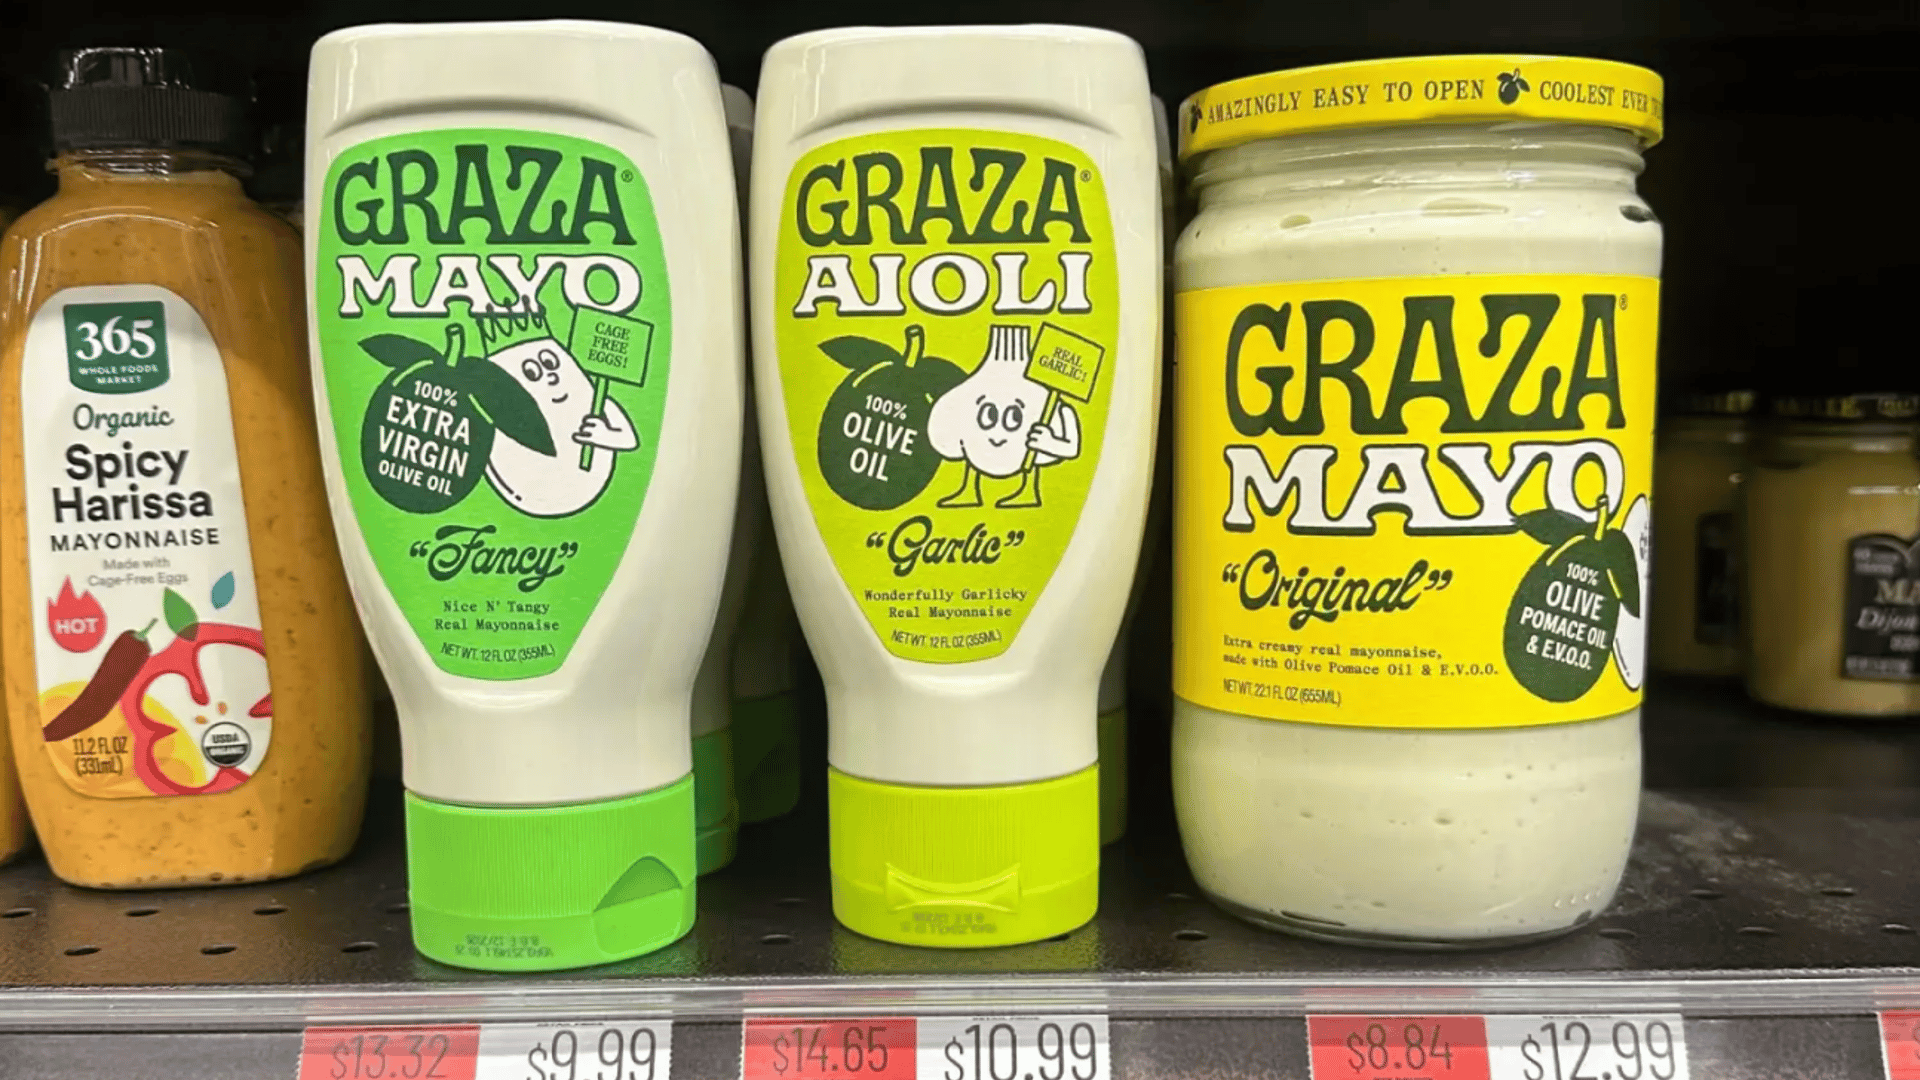 365
WHOLE FOODS
MARKET
Organic
Spicy
Harissa
MAYONNAISE
Made with
Cage-Free Eggs
HOT
11.2 FL OZ
(331mL)
USDA
ORGANIC
GRAZA®
MAYO
CAGE
FREE
EGGS!
100%
EXTRA
VIRGIN
OLIVE OIL
"Fancy"
Nice N' Tangy
Real Mayonnaise
NET WT. 12 FL OZ (355ML)
GRAZA®
AIOLI
REAL
GARLIC!
100%
OLIVE
OIL
"Garlic"
Wonderfully Garlicky
Real Mayonnaise
NET WT. 12 FL OZ (355ML)
AMAZINGLY EASY TO OPEN COOLEST EVER
GRAZA®
MAYO
"Original"
100%
OLIVE
POMACE OIL
& E.V.O.O.
Extra creamy real mayonnaise,
made with Olive Pomace Oil & E.V.O.O.
NET WT. 22.1 FL OZ (655ML)
Dijon
$13.32 $9.99
$14.65 $10.99
$8.84 $12.99